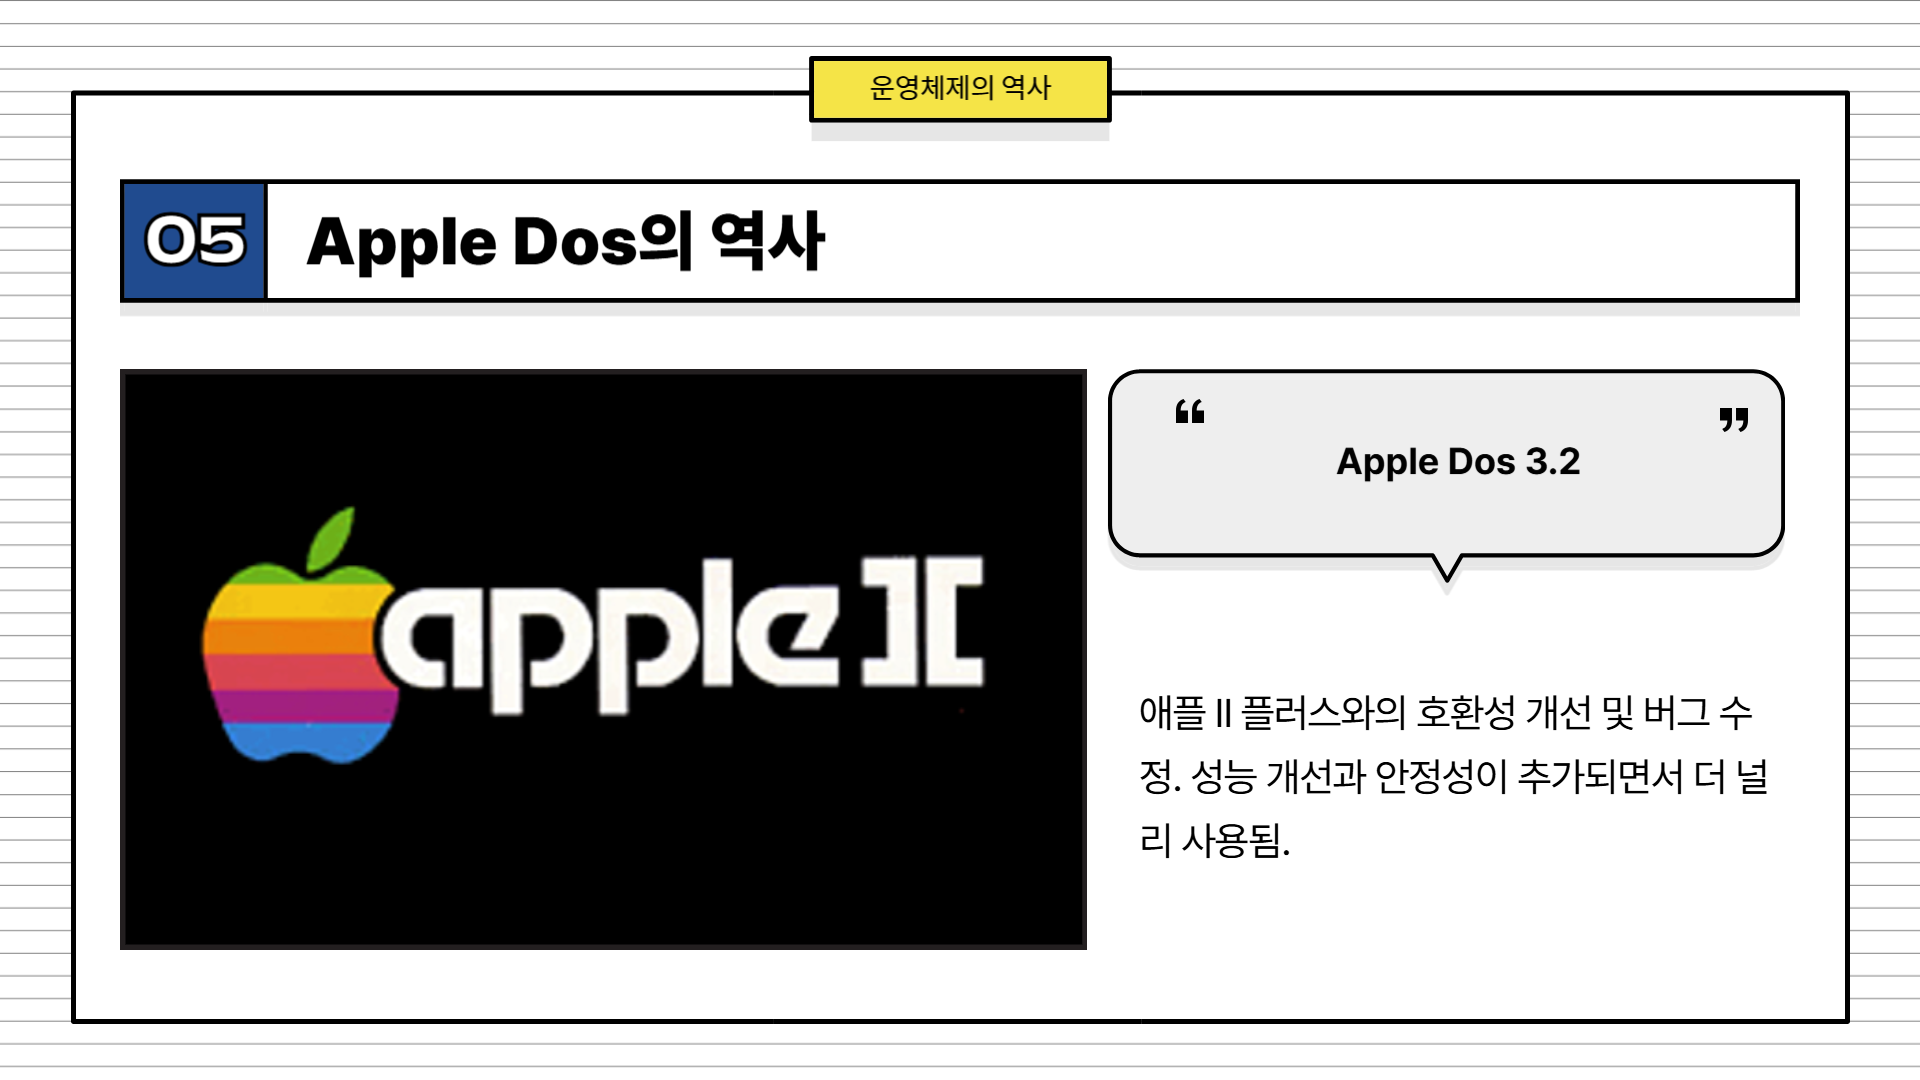 운영체제의 역사
05 Apple Dos의 역사
apple ][
“ ”
Apple Dos 3.2
애플 II 플러스와의 호환성 개선 및 버그 수
정. 성능 개선과 안정성이 추가되면서 더 널
리 사용됨.